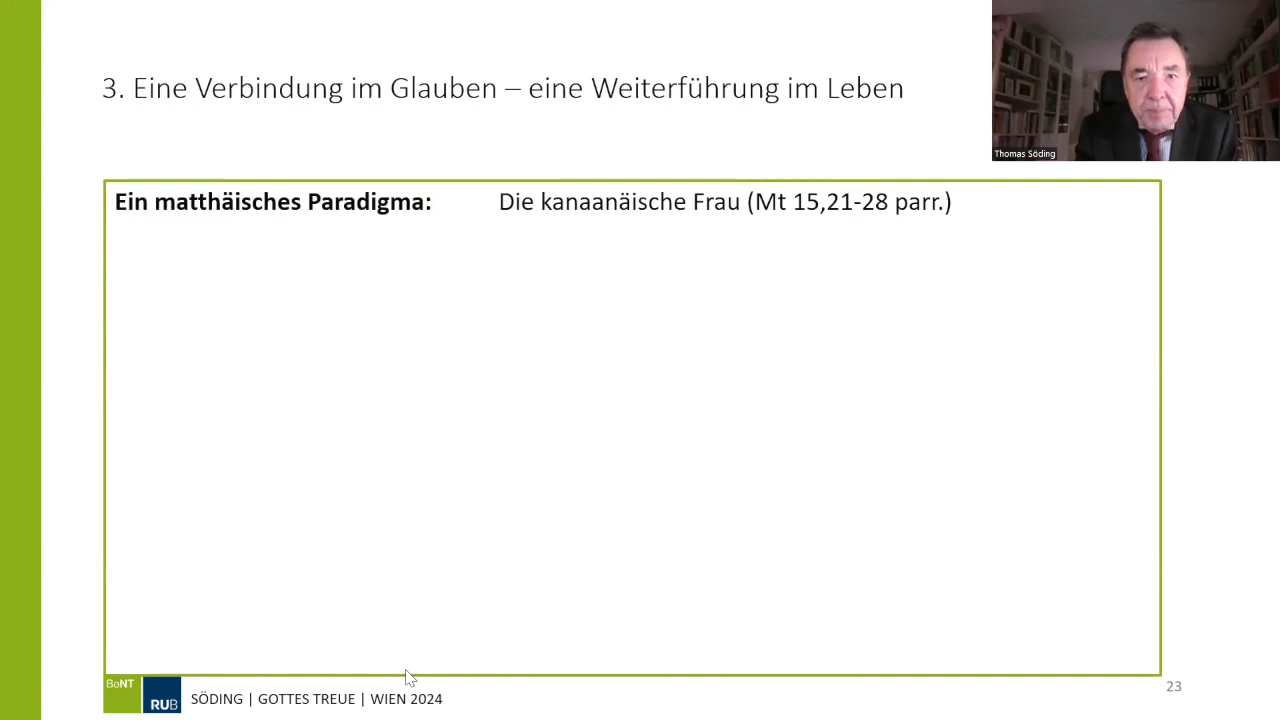 3. Eine Verbindung im Glauben – eine Weiterführung im Leben
Thomas Söding
Ein matthäisches Paradigma: Die kanaanäische Frau (Mt 15,21-28 parr.)
BoNT
RUB
SÖDING | GOTTES TREUE | WIEN 2024
23